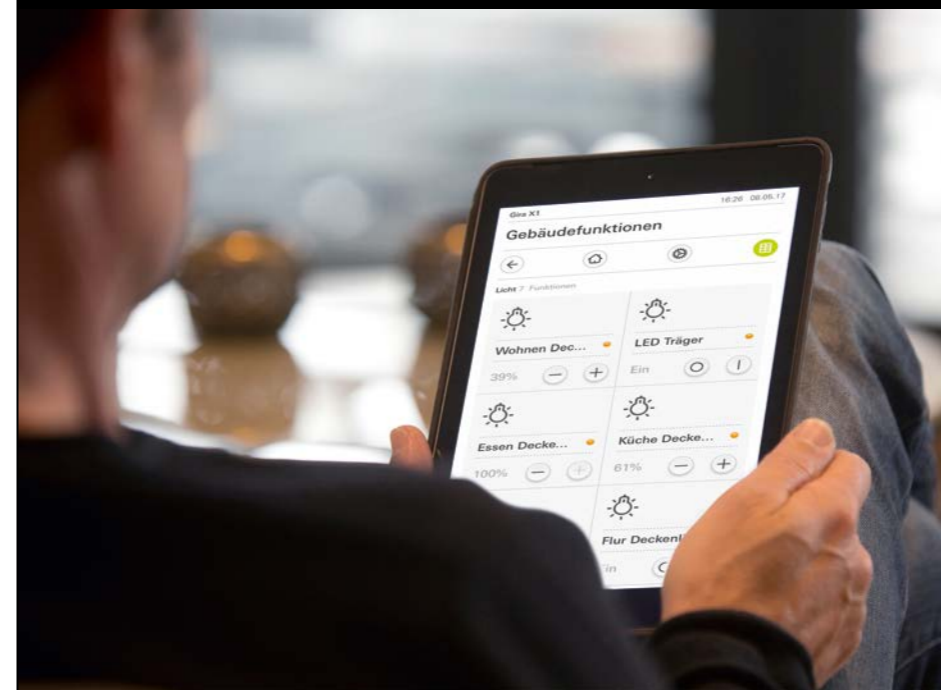 Gira X1
16:26 08.05.17
Gebäudefunktionen
Licht 7 Funktionen
Wohnen Dec...
LED Träger
39%
Ein
Essen Decke...
Küche Decke...
100%
61%
Flur Deckenl